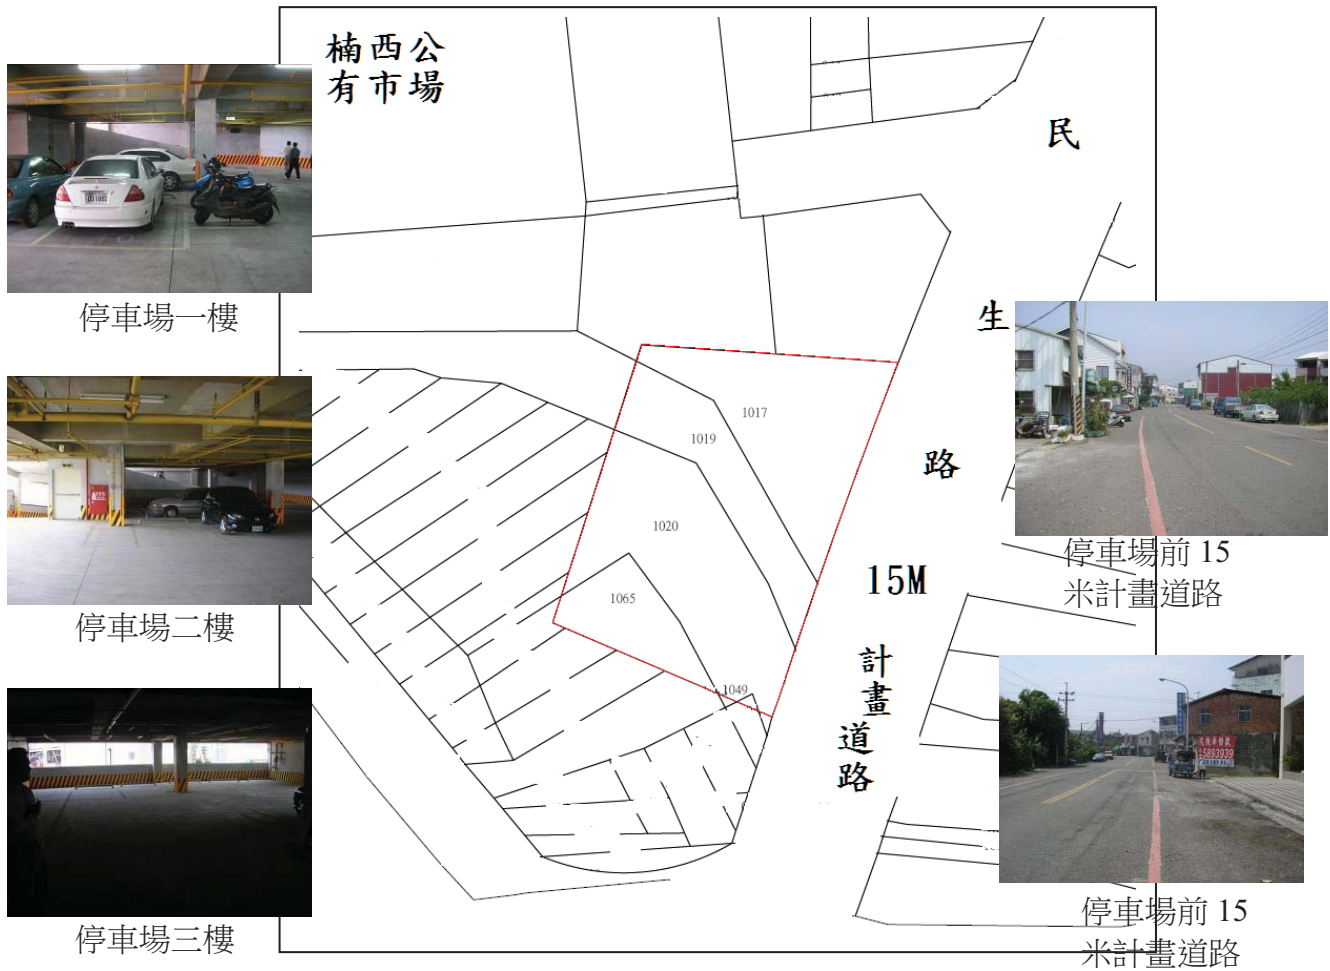 楠西公
有市場
民
生
路
15M
計
畫
道
路
1017
1019
1020
1065
1049
停車場一樓
停車場二樓
停車場三樓
停車場前 15
米計畫道路
5893939
停車場前 15
米計畫道路